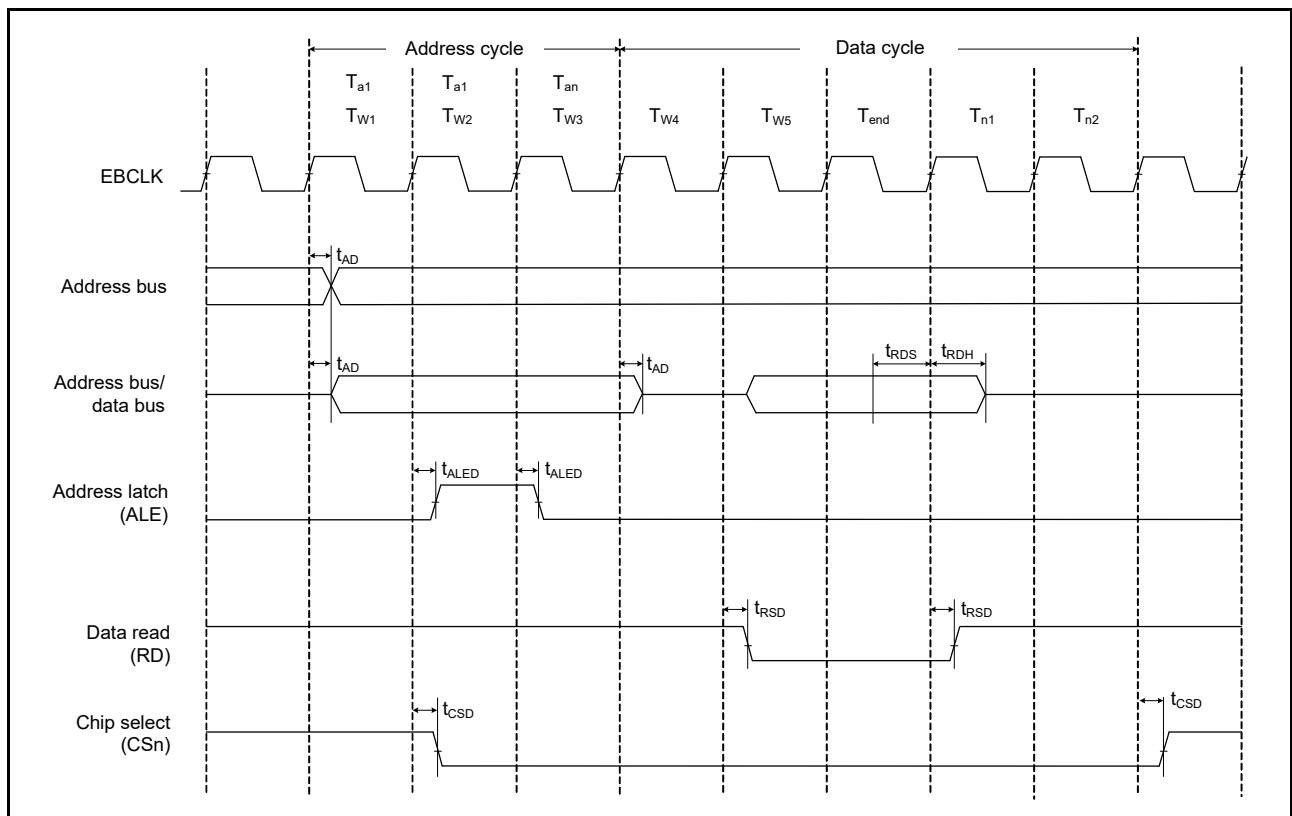 Address cycle Data cycle
Ta1 Ta1 Tan
TW1 TW2 TW3 TW4 TW5 Tend Tn1 Tn2
EBCLK
tAD
Address bus
tAD tAD tRDS tRDH
Address bus/
data bus
tALED tALED
Address latch
(ALE)
tRSD tRSD
Data read
(RD)
tCSD tCSD
Chip select
(CSn)